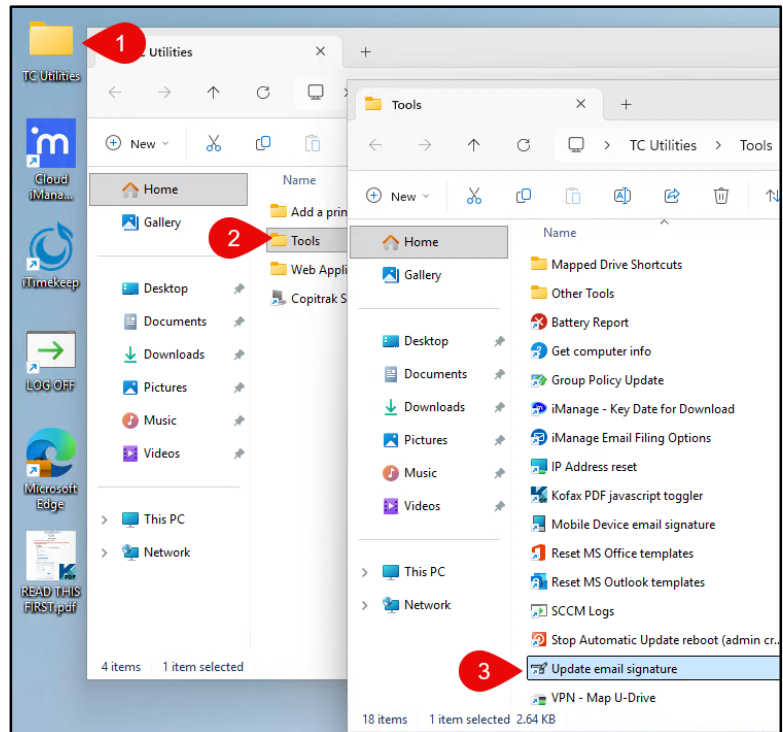 TC Utilities
Cloud
iMana...
iTimekeep
LOG OFF
Microsoft
Edge
READ THIS
FIRST.pdf
1
C Utilities
New
Home
Gallery
Desktop
Documents
Downloads
Pictures
Music
Videos
This PC
Network
Name
Add a prin
2
Tools
Web Appli
Copitrak S
4 items
1 item selected
Tools
TC Utilities > Tools
New
Home
Gallery
Desktop
Documents
Downloads
Pictures
Music
Videos
This PC
Network
Name
Mapped Drive Shortcuts
Other Tools
Battery Report
Get computer info
Group Policy Update
iManage - Key Date for Download
iManage Email Filing Options
IP Address reset
Kofax PDF javascript toggler
Mobile Device email signature
Reset MS Office templates
Reset MS Outlook templates
SCCM Logs
Stop Automatic Update reboot (admin cr...
3
Update email signature
VPN - Map U-Drive
18 items
1 item selected 2.64 KB